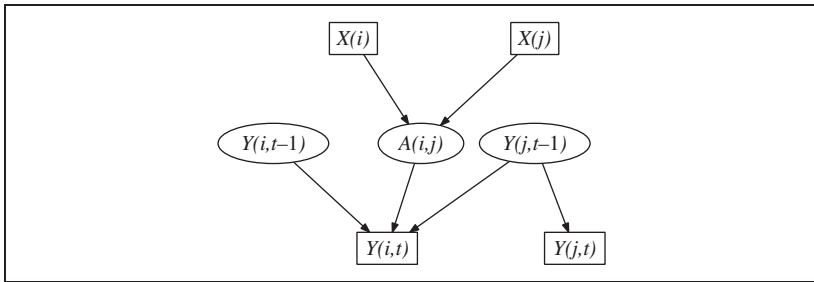 X(i) X(j)
Y(i,t–1) A(i,j) Y(j,t–1)
Y(i,t) Y(j,t)